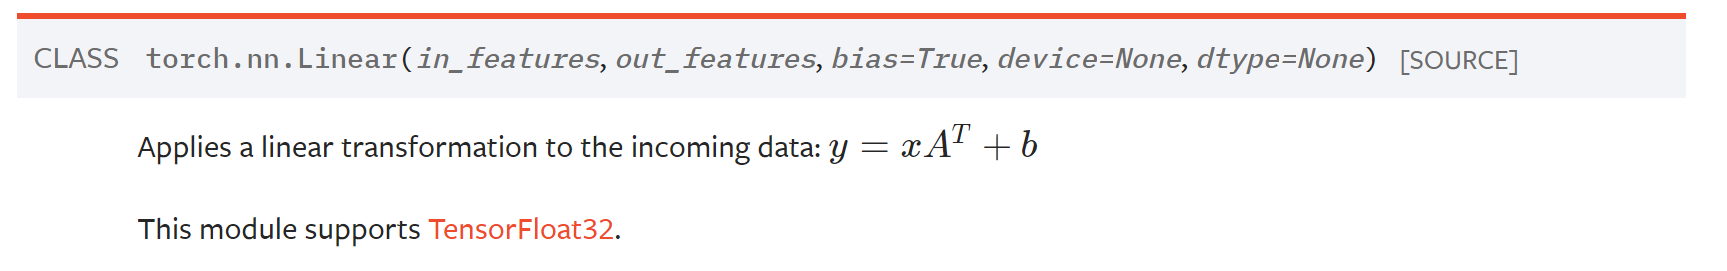 CLASS torch.nn.Linear(in_features, out_features, bias=True, device=None, dtype=None) [SOURCE]
Applies a linear transformation to the incoming data: y = xA^T + b
This module supports TensorFloat32.